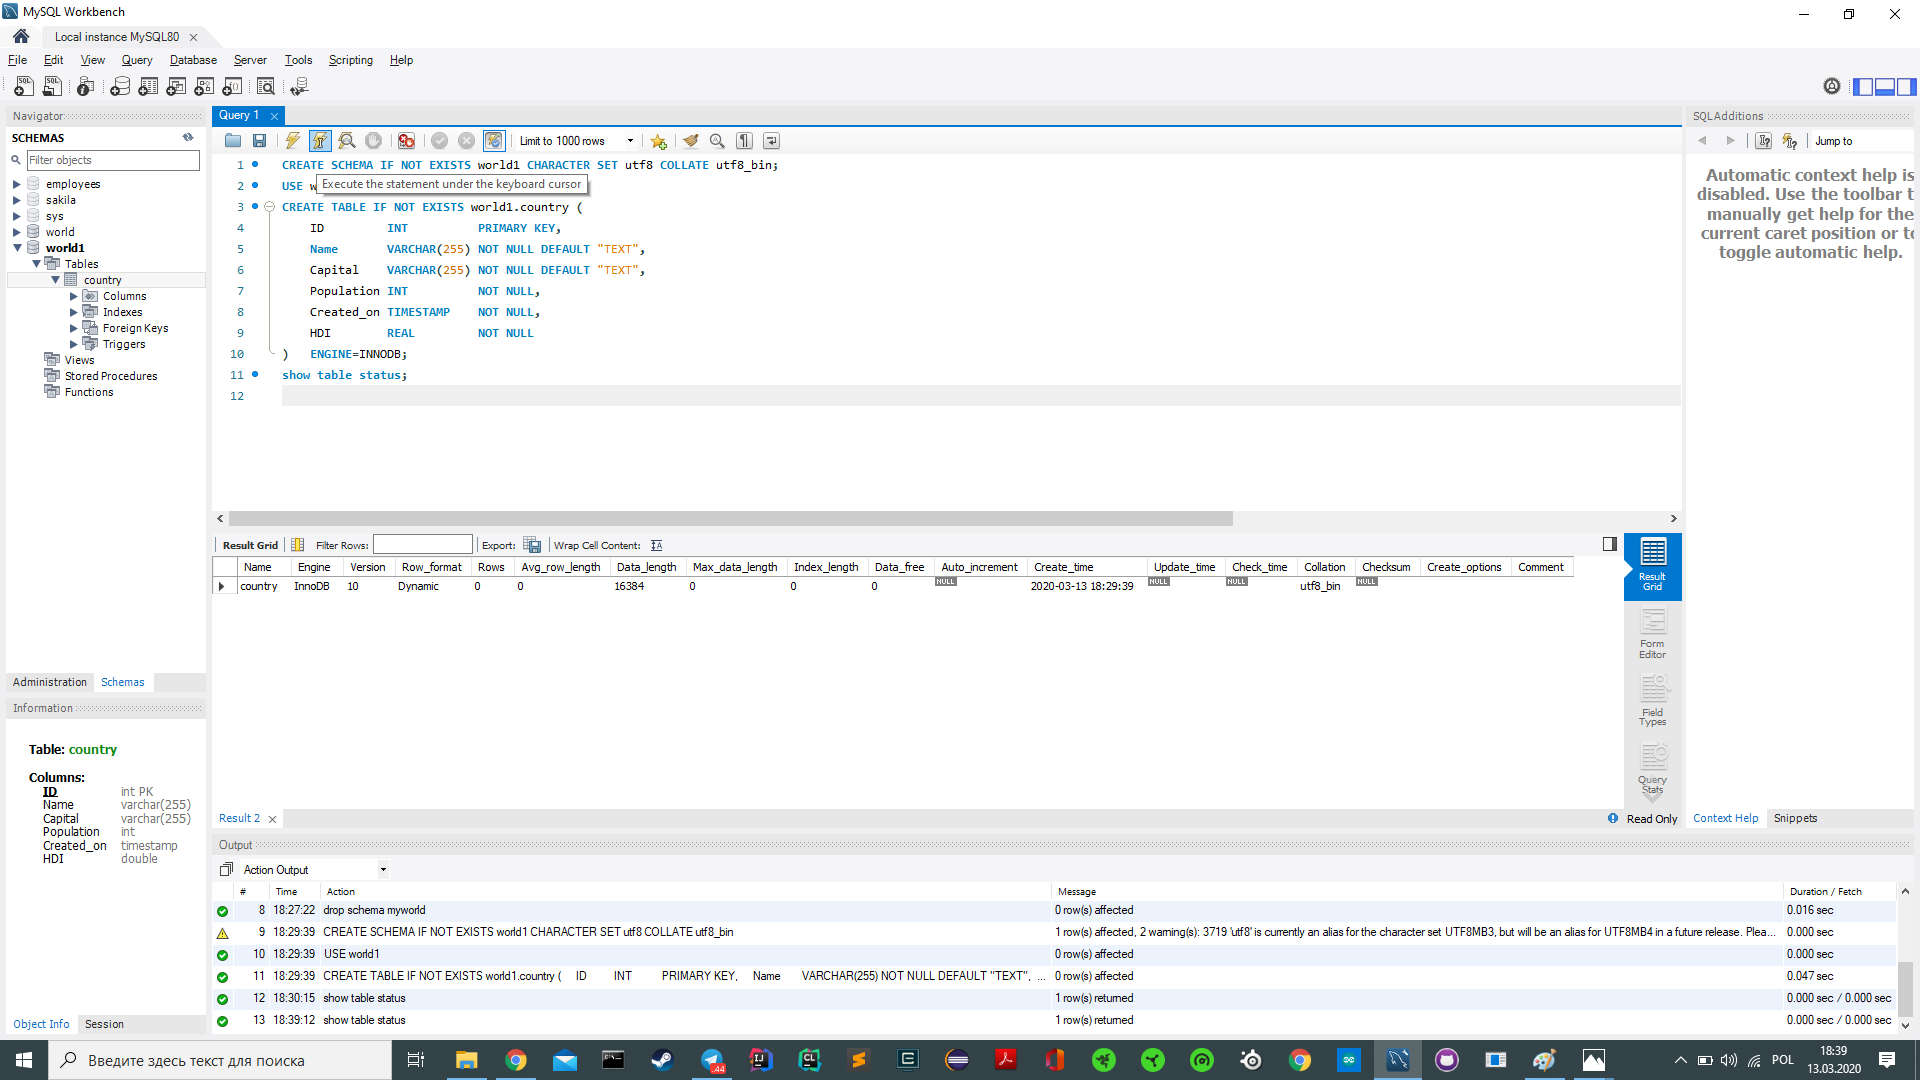 MySQL Workbench
Local instance MySQL80
File Edit View Query Database Server Tools Scripting Help
Navigator
SCHEMAS
Filter objects
employees
sakila
sys
world
world1
Tables
country
Columns
Indexes
Foreign Keys
Triggers
Views
Stored Procedures
Functions
Administration Schemas
Information
Table: country
Columns:
ID int PK
Name varchar(255)
Capital varchar(255)
Population int
Created_on timestamp
HDI double
Object Info Session
Query 1
Limit to 1000 rows
1 CREATE SCHEMA IF NOT EXISTS world1 CHARACTER SET utf8 COLLATE utf8_bin;
2 USE w
Execute the statement under the keyboard cursor
3 CREATE TABLE IF NOT EXISTS world1.country (
4 ID INT PRIMARY KEY,
5 Name VARCHAR(255) NOT NULL DEFAULT "TEXT",
6 Capital VARCHAR(255) NOT NULL DEFAULT "TEXT",
7 Population INT NOT NULL,
8 Created_on TIMESTAMP NOT NULL,
9 HDI REAL NOT NULL
10 ) ENGINE=INNODB;
11 show table status;
12
Result Grid Filter Rows: Export: Wrap Cell Content:
Name Engine Version Row_format Rows Avg_row_length Data_length Max_data_length Index_length Data_free Auto_increment Create_time Update_time Check_time Collation Checksum Create_options Comment
country InnoDB 10 Dynamic 0 0 16384 0 0 0 NULL 2020-03-13 18:29:39 NULL NULL utf8_bin NULL
Result Grid
Form Editor
Field Types
Query Stats
Result 2
Read Only
SQLAdditions
Jump to
Automatic context help is
disabled. Use the toolbar t
manually get help for the
current caret position or to
toggle automatic help.
Context Help Snippets
Output
Action Output
# Time Action Message Duration / Fetch
8 18:27:22 drop schema myworld 0 row(s) affected 0.016 sec
9 18:29:39 CREATE SCHEMA IF NOT EXISTS world1 CHARACTER SET utf8 COLLATE utf8_bin 1 row(s) affected, 2 warning(s): 3719 'utf8' is currently an alias for the character set UTF8MB3, but will be an alias for UTF8MB4 in a future release. Plea... 0.000 sec
10 18:29:39 USE world1 0 row(s) affected 0.000 sec
11 18:29:39 CREATE TABLE IF NOT EXISTS world1.country ( ID INT PRIMARY KEY, Name VARCHAR(255) NOT NULL DEFAULT "TEXT", ... 0 row(s) affected 0.047 sec
12 18:30:15 show table status 1 row(s) returned 0.000 sec / 0.000 sec
13 18:39:12 show table status 1 row(s) returned 0.000 sec / 0.000 sec
Введите здесь текст для поиска
44
POL
18:39
13.03.2020